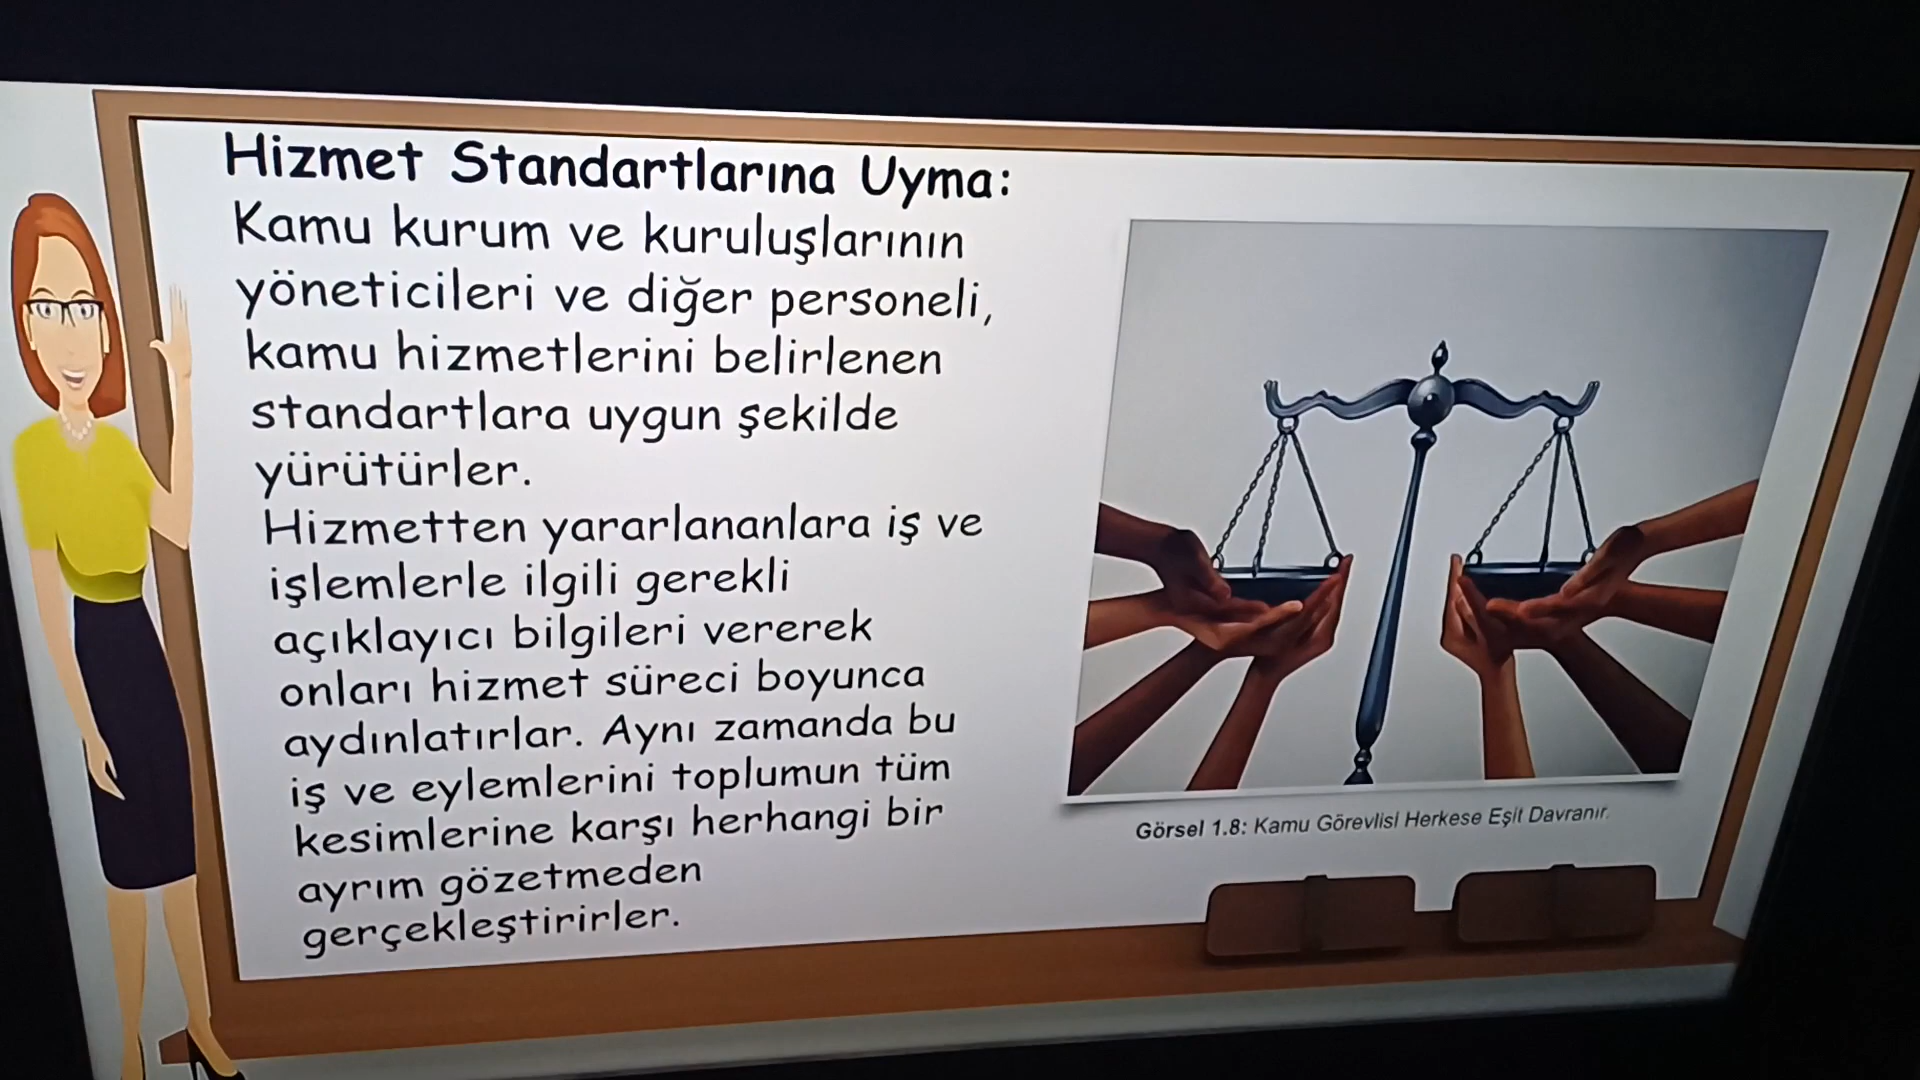 Hizmet Standartlarına Uyma:
Kamu kurum ve kuruluşlarının
yöneticileri ve diğer personeli,
kamu hizmetlerini belirlenen
standartlara uygun şekilde
yürütürler.
Hizmetten yararlananlara iş ve
işlemlerle ilgili gerekli
açıklayıcı bilgileri vererek
onları hizmet süreci boyunca
aydınlatırlar. Aynı zamanda bu
iş ve eylemlerini toplumun tüm
kesimlerine karşı herhangi bir
ayrım gözetmeden
gerçekleştirirler.
Görsel 1.8: Kamu Görevlisi Herkese Eşit Davranır.